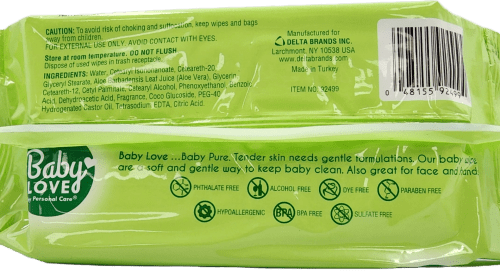 CAUTION: To avoid risk of choking and suffocation, keep wipes and bags
away from children.
FOR EXTERNAL USE ONLY. AVOID CONTACT WITH EYES.
Store at room temperature. DO NOT FLUSH
Dispose of used wipes in trash receptacle.
INGREDIENTS: Water, Cetearyl Isononanoate, Ceteareth-20,
Glyceryl Stearate, Aloe Barbadensis Leaf Juice (Aloe Vera), Glycerin,
Ceteareth-12, Cetyl Palmitate, Cetearyl Alcohol, Phenoxyethanol, Benzoic
Acid, Dehydroacetic Acid, Fragrance, Coco Glucoside, PEG-40
Hydrogenated Castor Oil, Tetrasodium EDTA, Citric Acid.
Manufactured for
DELTA BRANDS INC.
Larchmont, NY 10538 USA
www.deltabrands.com
Made in Turkey
ITEM NO. 92499
0 48155 92499
Baby
LOVE
Personal Care®
Baby Love ...Baby Pure. Tender skin needs gentle formulations. Our baby
are a soft and gentle way to keep baby clean. Also great for face and hands
PHTHALATE FREE
ALCOHOL FREE
DYE FREE
PARABEN FREE
HYPOALLERGENIC
BPA
BPA FREE
SULFATE FREE